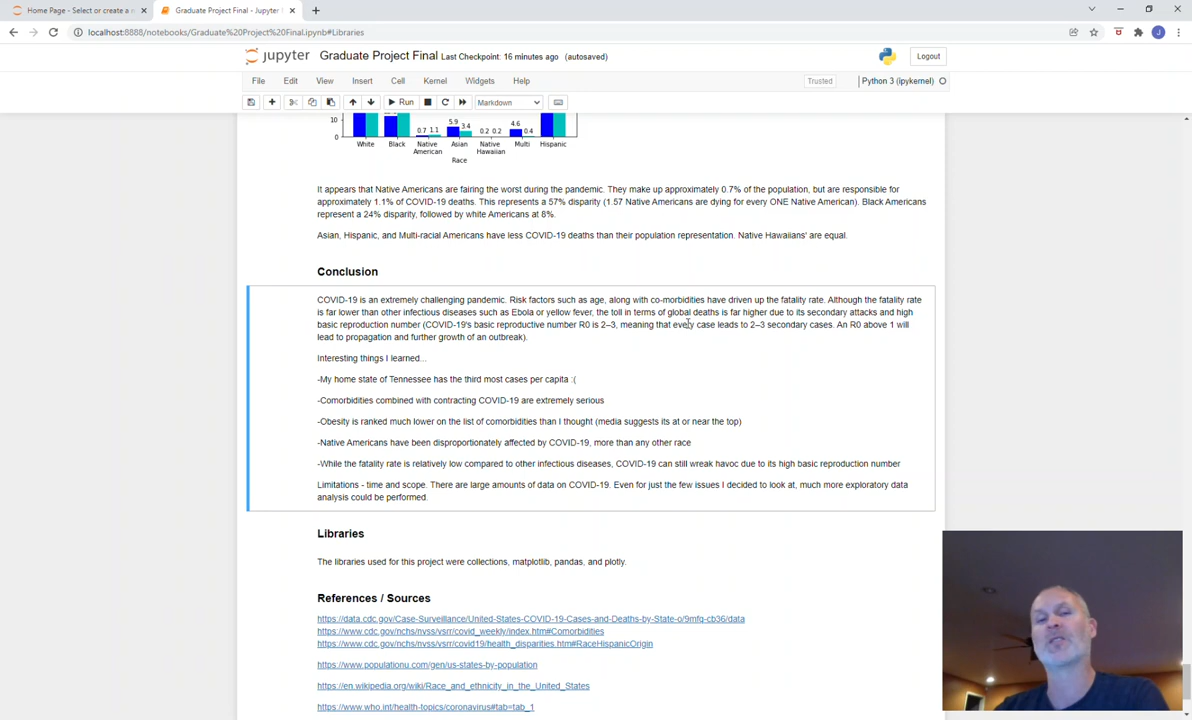 Home Page - Select or create a n
Graduate Project Final - Jupyter
localhost:8888/notebooks/Graduate%20Project%20Final.ipynb#Libraries
J
jupyter Graduate Project Final Last Checkpoint: 16 minutes ago (autosaved)
Logout
File Edit View Insert Cell Kernel Widgets Help
Trusted
Python 3 (ipykernel)
Run
Markdown
10
0
0.7 1.1
5.9 3.4
0.2 0.2
4.6 0.4
White Black Native American Asian Native Hawaiian Multi Hispanic
Race
It appears that Native Americans are fairing the worst during the pandemic. They make up approximately 0.7% of the population, but are responsible for
approximately 1.1% of COVID-19 deaths. This represents a 57% disparity (1.57 Native Americans are dying for every ONE Native American). Black Americans
represent a 24% disparity, followed by white Americans at 8%.
Asian, Hispanic, and Multi-racial Americans have less COVID-19 deaths than their population representation. Native Hawaiians' are equal.
Conclusion
COVID-19 is an extremely challenging pandemic. Risk factors such as age, along with co-morbidities have driven up the fatality rate. Although the fatality rate
is far lower than other infectious diseases such as Ebola or yellow fever, the toll in terms of global deaths is far higher due to its secondary attacks and high
basic reproduction number (COVID-19's basic reproductive number R0 is 2–3, meaning that every case leads to 2–3 secondary cases. An R0 above 1 will
lead to propagation and further growth of an outbreak).
Interesting things I learned...
-My home state of Tennessee has the third most cases per capita :(
-Comorbidities combined with contracting COVID-19 are extremely serious
-Obesity is ranked much lower on the list of comorbidities than I thought (media suggests its at or near the top)
-Native Americans have been disproportionately affected by COVID-19, more than any other race
-While the fatality rate is relatively low compared to other infectious diseases, COVID-19 can still wreak havoc due to its high basic reproduction number
Limitations - time and scope. There are large amounts of data on COVID-19. Even for just the few issues I decided to look at, much more exploratory data
analysis could be performed.
Libraries
The libraries used for this project were collections, matplotlib, pandas, and plotly.
References / Sources
https://data.cdc.gov/Case-Surveillance/United-States-COVID-19-Cases-and-Deaths-by-State-o/9mfq-cb36/data
https://www.cdc.gov/nchs/nvss/vsrr/covid_weekly/index.htm#Comorbidities
https://www.cdc.gov/nchs/nvss/vsrr/covid19/health_disparities.htm#RaceHispanicOrigin
https://www.populationu.com/gen/us-states-by-population
https://en.wikipedia.org/wiki/Race_and_ethnicity_in_the_United_States
https://www.who.int/health-topics/coronavirus#tab=tab_1